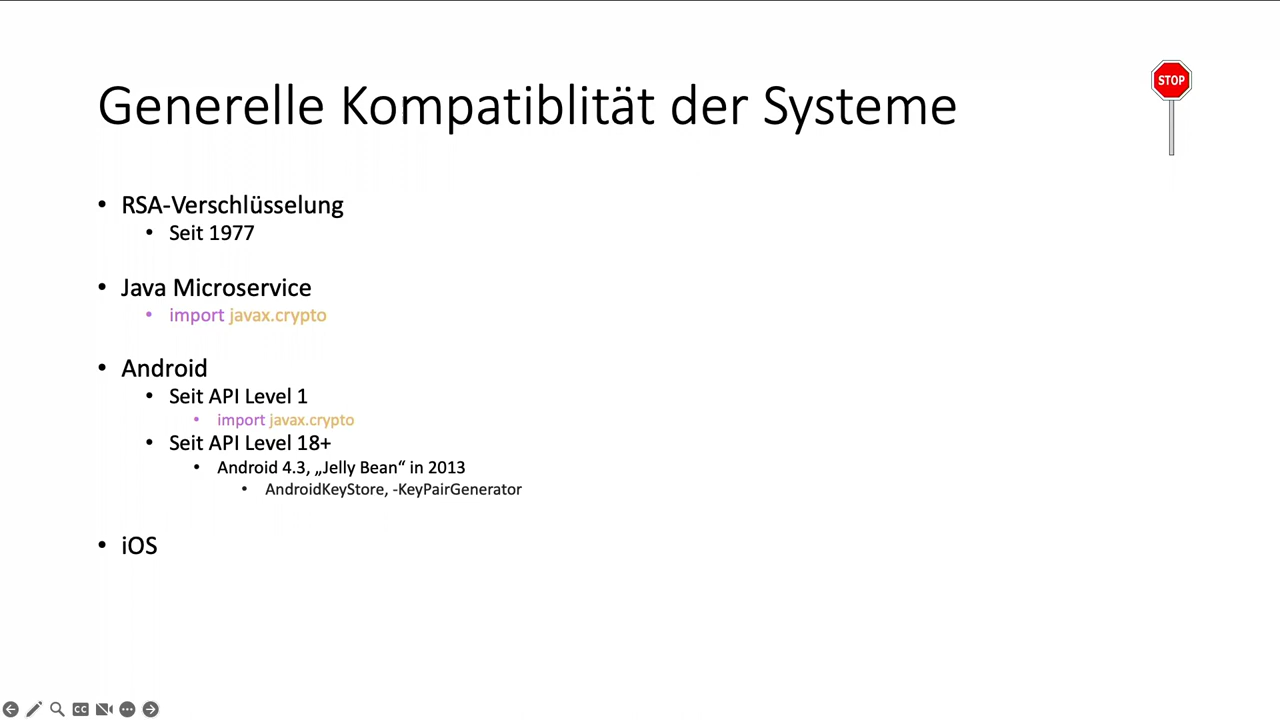 Generelle Kompatiblität der Systeme
STOP
• RSA-Verschlüsselung
• Seit 1977
• Java Microservice
• import javax.crypto
• Android
• Seit API Level 1
• import javax.crypto
• Seit API Level 18+
• Android 4.3, „Jelly Bean“ in 2013
• AndroidKeyStore, -KeyPairGenerator
• iOS
CC